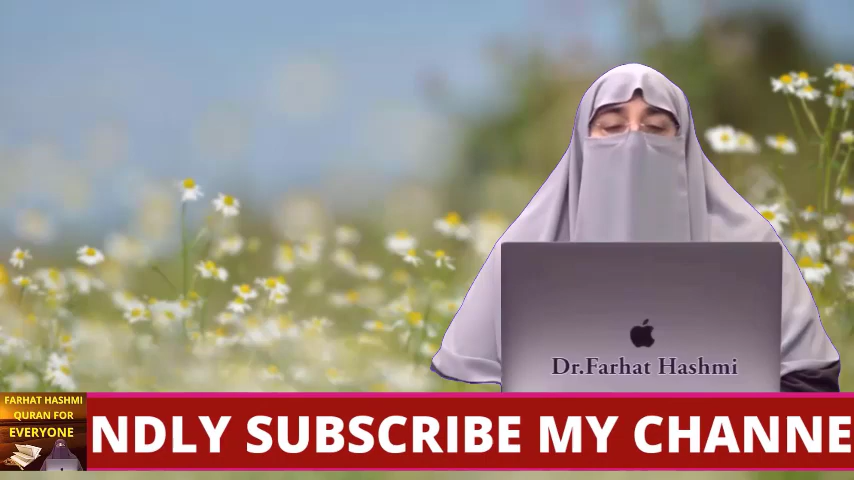 Dr.Farhat Hashmi
FARHAT HASHMI
QURAN FOR
EVERYONE
NDLY SUBSCRIBE MY CHANNE